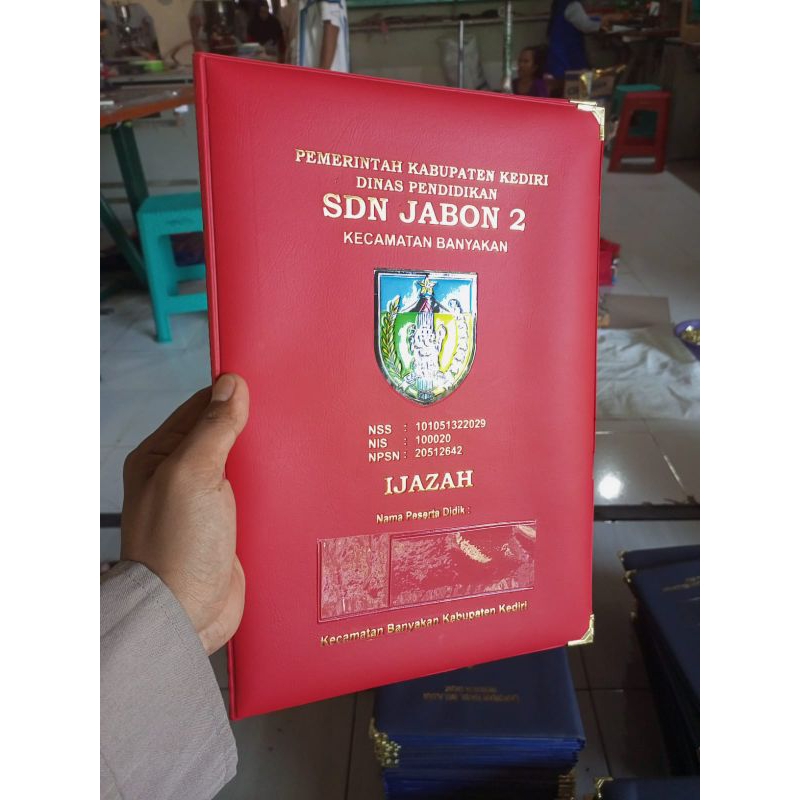 PEMERINTAH KABUPATEN KEDIRI
DINAS PENDIDIKAN
SDN JABON 2
KECAMATAN BANYAKAN
NSS : 101051322029
NIS : 100020
NPSN : 20512642
IJAZAH
Nama Peserta Didik :
Kecamatan Banyakan Kabupaten Kediri